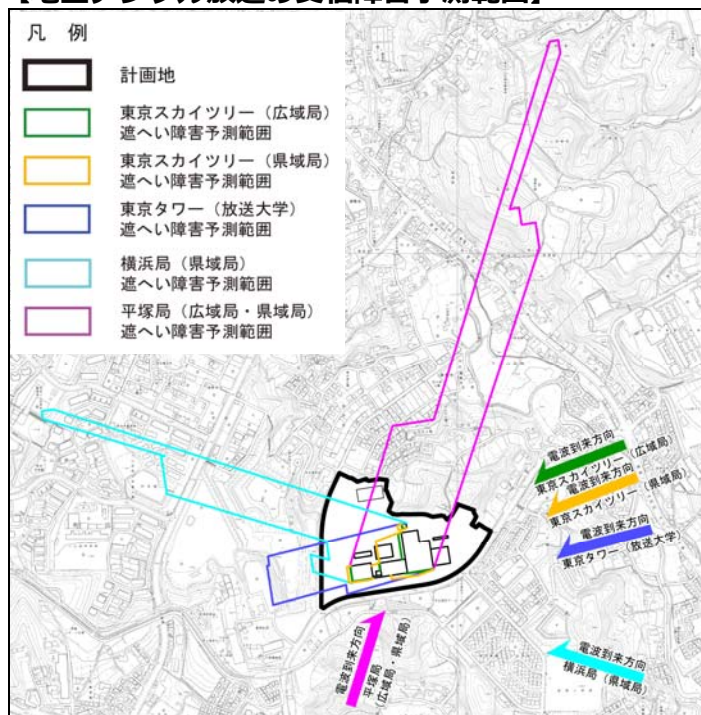 【地上デジタル放送の受信障害予測範囲】
凡 例
計画地
東京スカイツリー（広域局）
遮へい障害予測範囲
東京スカイツリー（県域局）
遮へい障害予測範囲
東京タワー（放送大学）
遮へい障害予測範囲
横浜局（県域局）
遮へい障害予測範囲
平塚局（広域局・県域局）
遮へい障害予測範囲
電波到来方向
東京スカイツリー（広域局）
電波到来方向
東京スカイツリー（県域局）
電波到来方向
東京タワー（放送大学）
電波到来方向
横浜局（県域局）
電波到来方向
平塚局
（広域局・県域局）